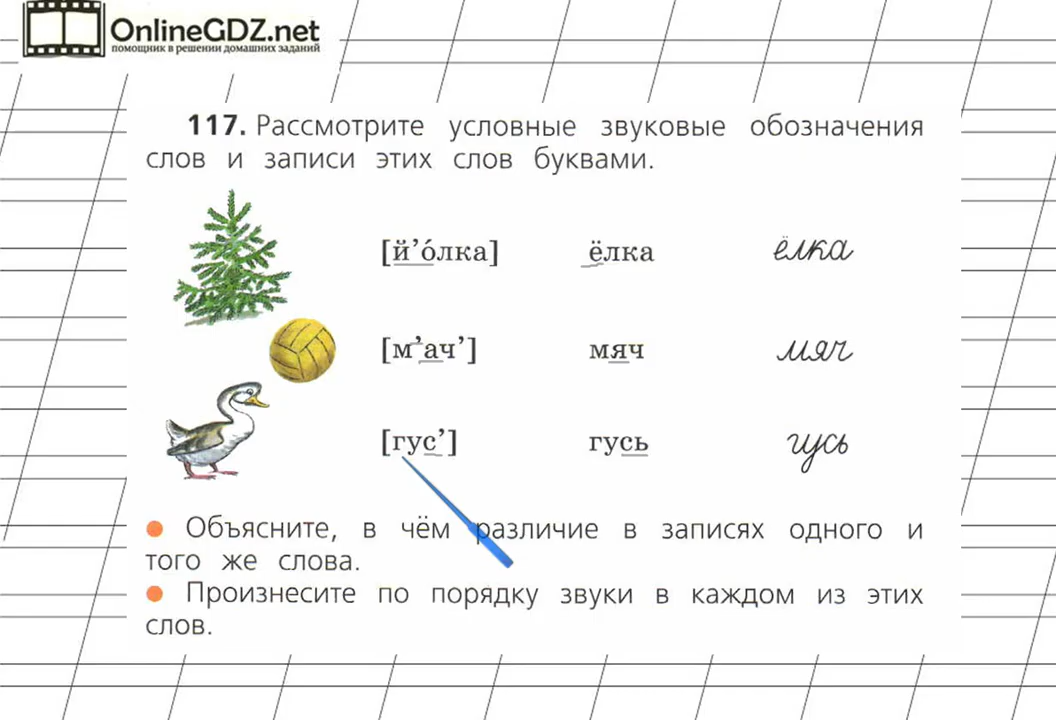 OnlineGDZ.net
помощник в решении домашних заданий
117. Рассмотрите условные звуковые обозначения
слов и записи этих слов буквами.
[й’о́лка] ёлка ёлка
[м’ач’] мяч мяч
[гус’] гусь гусь
Объясните, в чём различие в записях одного и
того же слова.
Произнесите по порядку звуки в каждом из этих
слов.